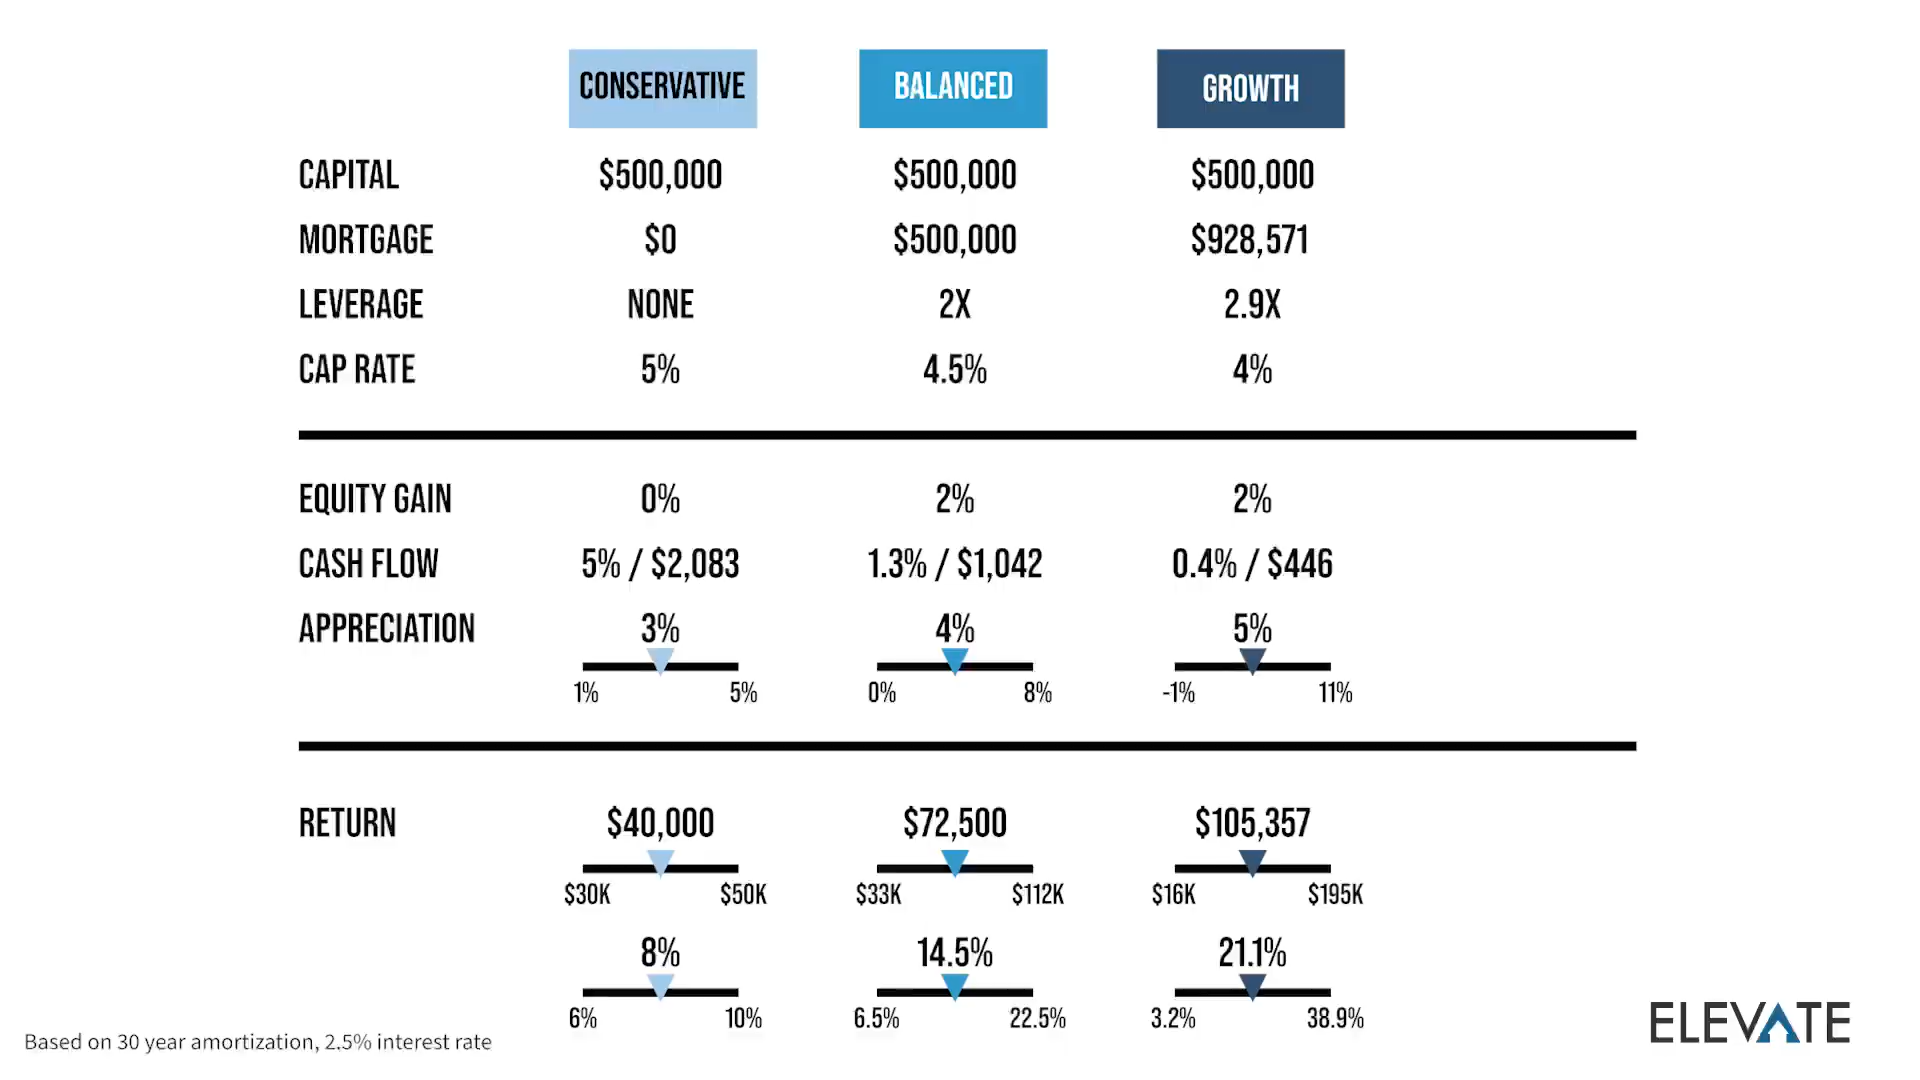 CONSERVATIVE BALANCED GROWTH
CAPITAL $500,000 $500,000 $500,000
MORTGAGE $0 $500,000 $928,571
LEVERAGE NONE 2X 2.9X
CAP RATE 5% 4.5% 4%
EQUITY GAIN 0% 2% 2%
CASH FLOW 5% / $2,083 1.3% / $1,042 0.4% / $446
APPRECIATION 3% 4% 5%
1% 5% 0% 8% -1% 11%
RETURN $40,000 $72,500 $105,357
$30K $50K $33K $112K $16K $195K
8% 14.5% 21.1%
6% 10% 6.5% 22.5% 3.2% 38.9%
Based on 30 year amortization, 2.5% interest rate
ELEVATE